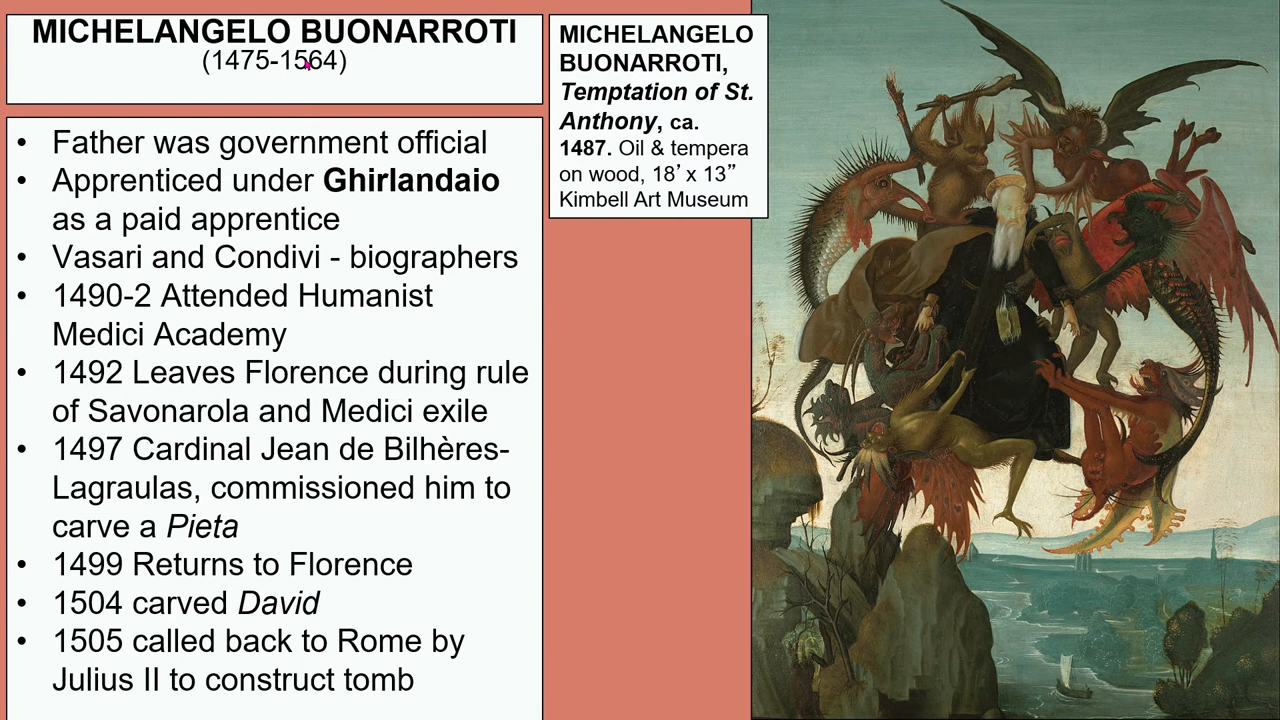 MICHELANGELO BUONARROTI
(1475-1564)
• Father was government official
• Apprenticed under Ghirlandaio
as a paid apprentice
• Vasari and Condivi - biographers
• 1490-2 Attended Humanist
Medici Academy
• 1492 Leaves Florence during rule
of Savonarola and Medici exile
• 1497 Cardinal Jean de Bilhères-
Lagraulas, commissioned him to
carve a Pieta
• 1499 Returns to Florence
• 1504 carved David
• 1505 called back to Rome by
Julius II to construct tomb
MICHELANGELO
BUONARROTI,
Temptation of St.
Anthony, ca.
1487. Oil & tempera
on wood, 18’ x 13”
Kimbell Art Museum